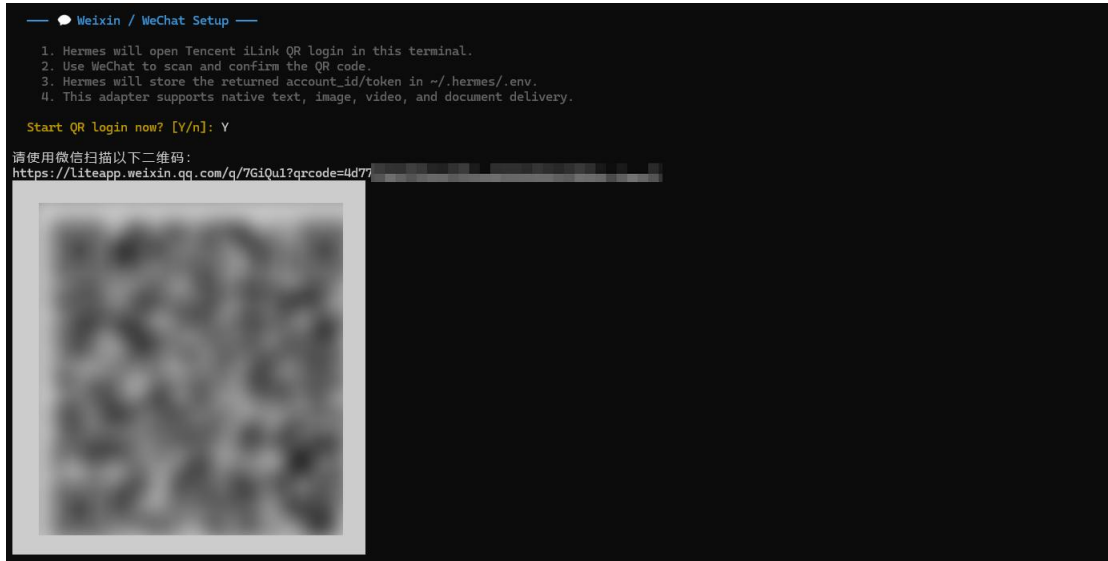 Weixin / WeChat Setup
1. Hermes will open Tencent iLink QR login in this terminal.
2. Use WeChat to scan and confirm the QR code.
3. Hermes will store the returned account_id/token in ~/.hermes/.env.
4. This adapter supports native text, image, video, and document delivery.
Start QR login now? [Y/n]: Y
请使用微信扫描以下二维码:
https://liteapp.weixin.qq.com/q/7GiQu1?qrcode=4d77